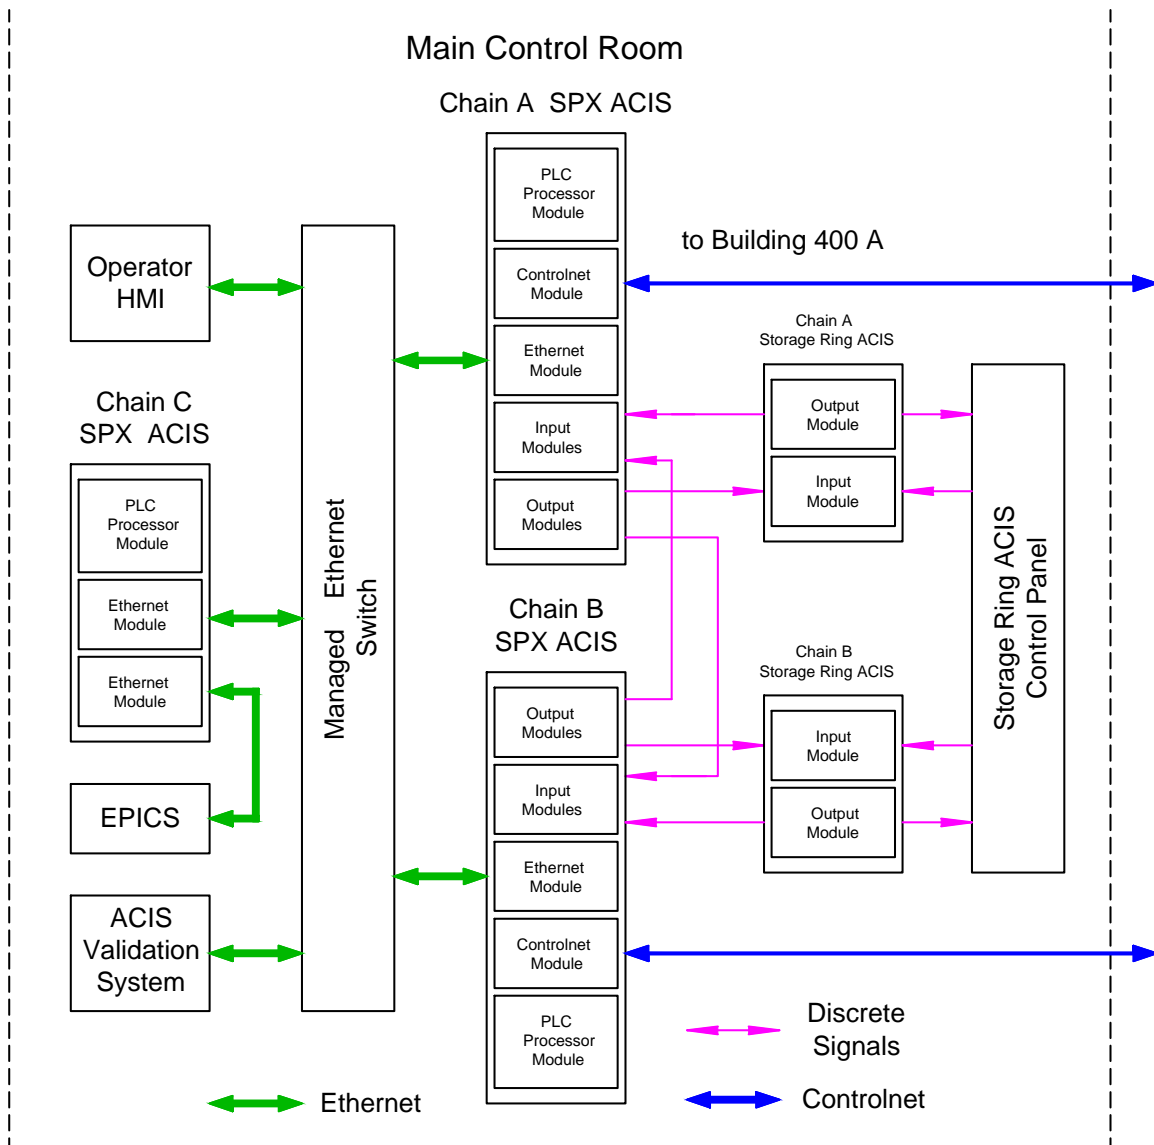 Main Control Room
Chain A SPX ACIS
PLC
Processor
Module
Controlnet
Module
Ethernet
Module
Input
Modules
Output
Modules
to Building 400 A
Operator
HMI
Chain C
SPX ACIS
PLC
Processor
Module
Ethernet
Module
Ethernet
Module
EPICS
ACIS
Validation
System
Managed Ethernet
Switch
Chain A
Storage Ring ACIS
Output
Module
Input
Module
Storage Ring ACIS
Control Panel
Chain B
SPX ACIS
Output
Modules
Input
Modules
Ethernet
Module
Controlnet
Module
PLC
Processor
Module
Chain B
Storage Ring ACIS
Input
Module
Output
Module
Discrete
Signals
Ethernet
Controlnet